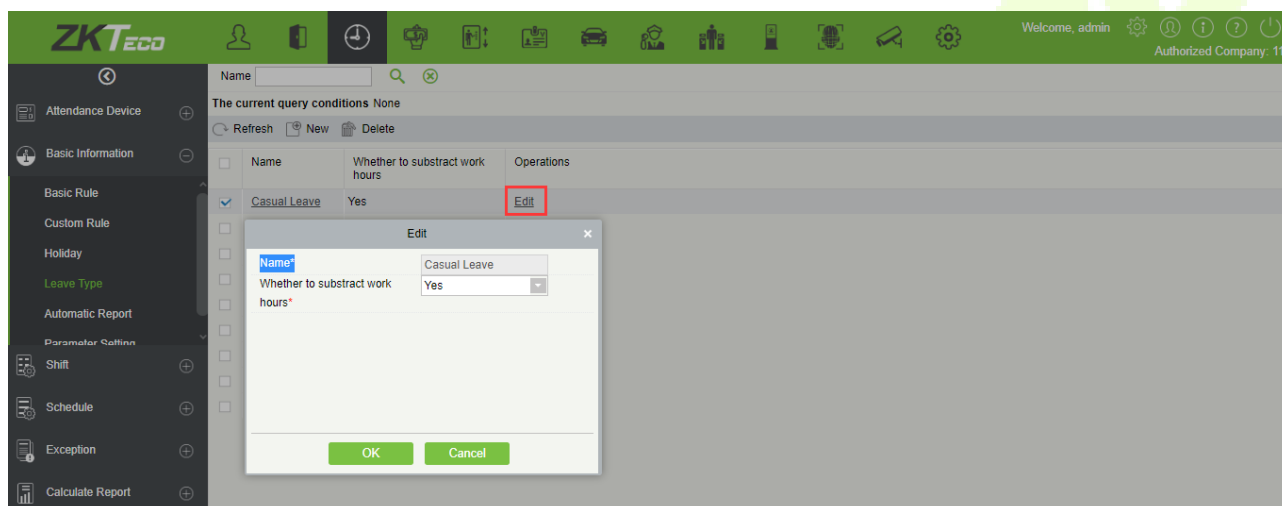 ZKTECO
Welcome, admin
Authorized Company: 11
Attendance Device
Basic Information
Basic Rule
Custom Rule
Holiday
Leave Type
Automatic Report
Parameter Setting
Shift
Schedule
Exception
Calculate Report
Name
The current query conditions None
Refresh New Delete
Name Whether to substract work hours Operations
Casual Leave Yes Edit
Edit ×
Name* Casual Leave
Whether to substract work Yes
hours*
OK Cancel